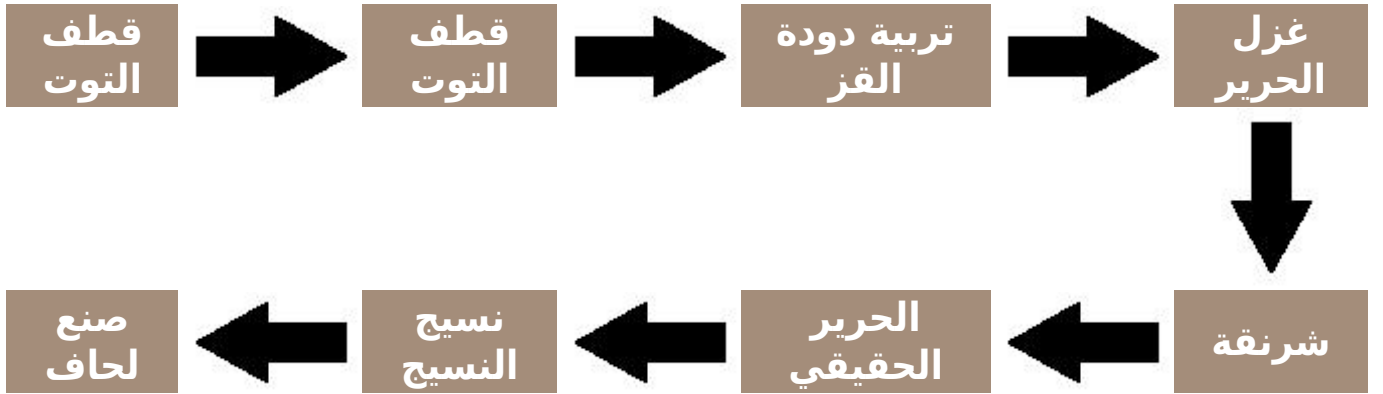 قطف
التوت
قطف
التوت
تربية دودة
القز
غزل
الحرير
شرنقة
الحرير
الحقيقي
نسيج
النسيج
صنع
لحاف